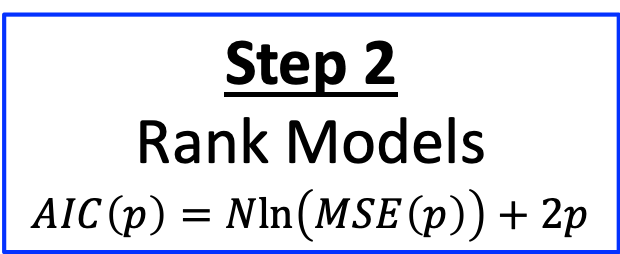 Step 2
Rank Models
AIC(p) = Nln(MSE(p)) + 2p